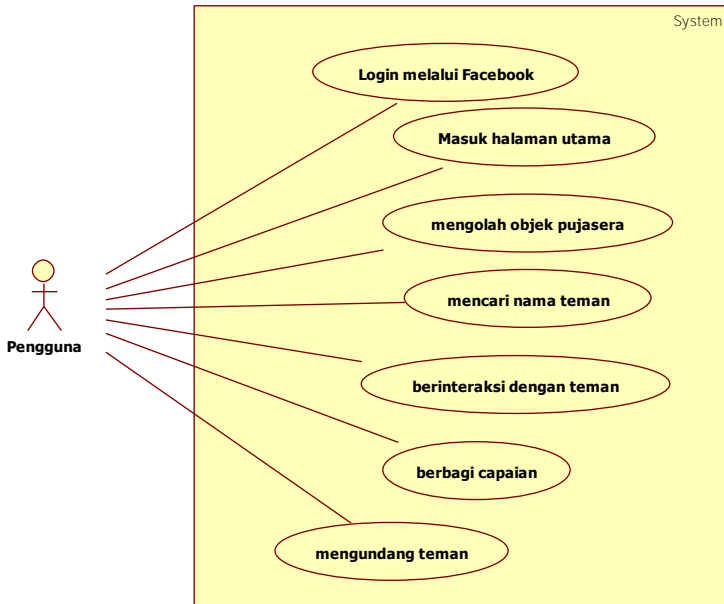 System
Login melalui Facebook
Masuk halaman utama
mengolah objek pujasera
mencari nama teman
Pengguna
berinteraksi dengan teman
berbagi capaian
mengundang teman